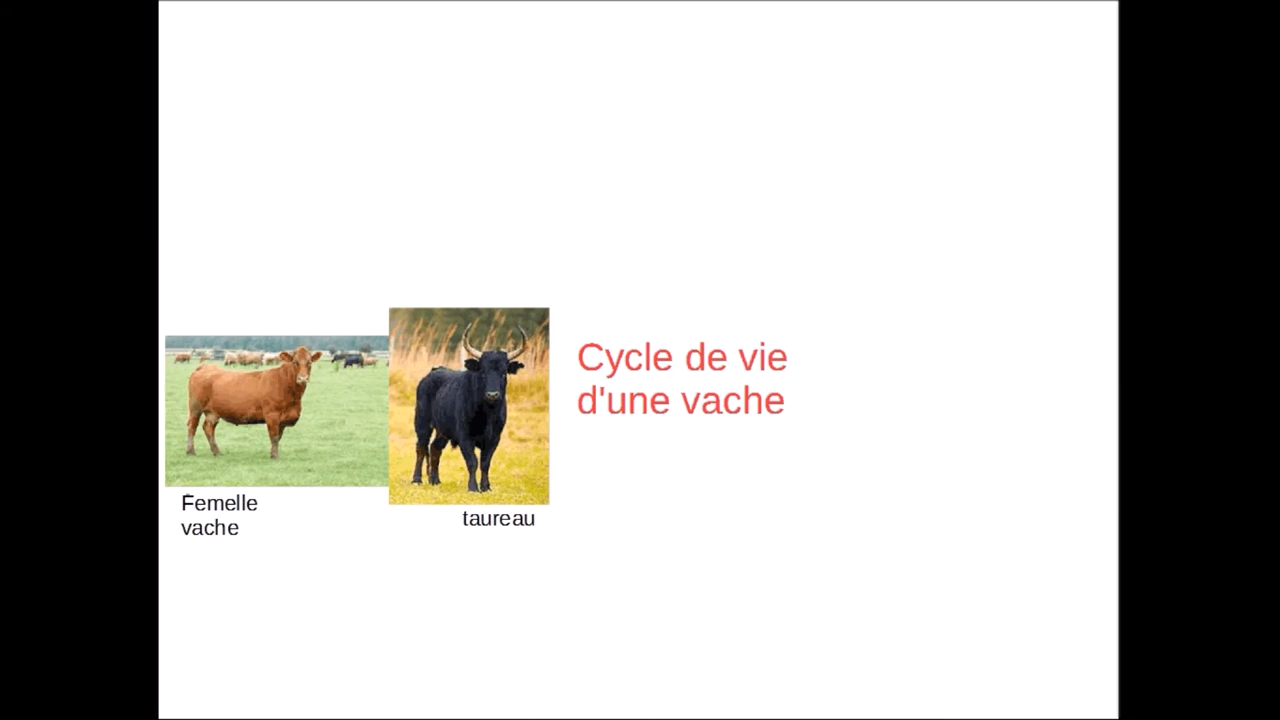 Cycle de vie
d'une vache
Femelle
vache
taureau